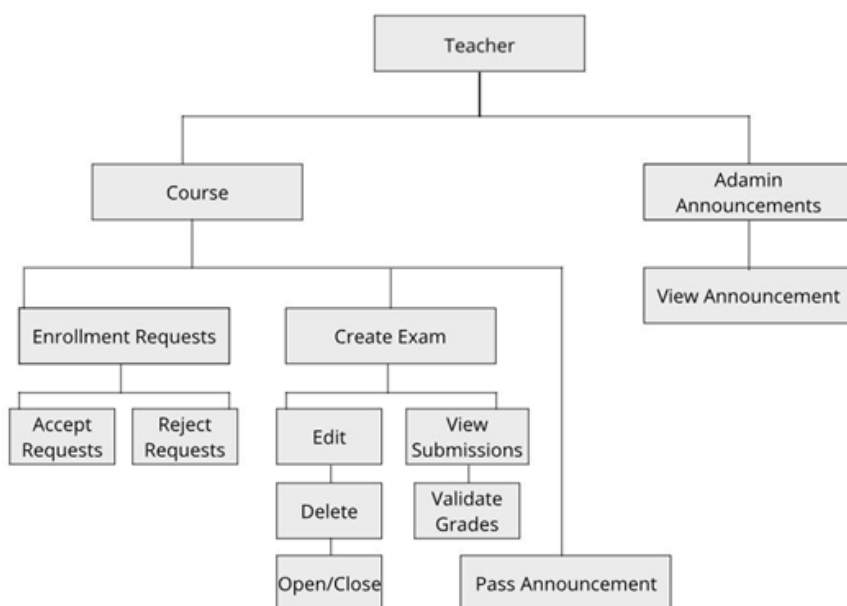 Teacher
Course
Adamin
Announcements
View Announcement
Enrollment Requests
Create Exam
Accept
Requests
Reject
Requests
Edit
View
Submissions
Delete
Validate
Grades
Open/Close
Pass Announcement